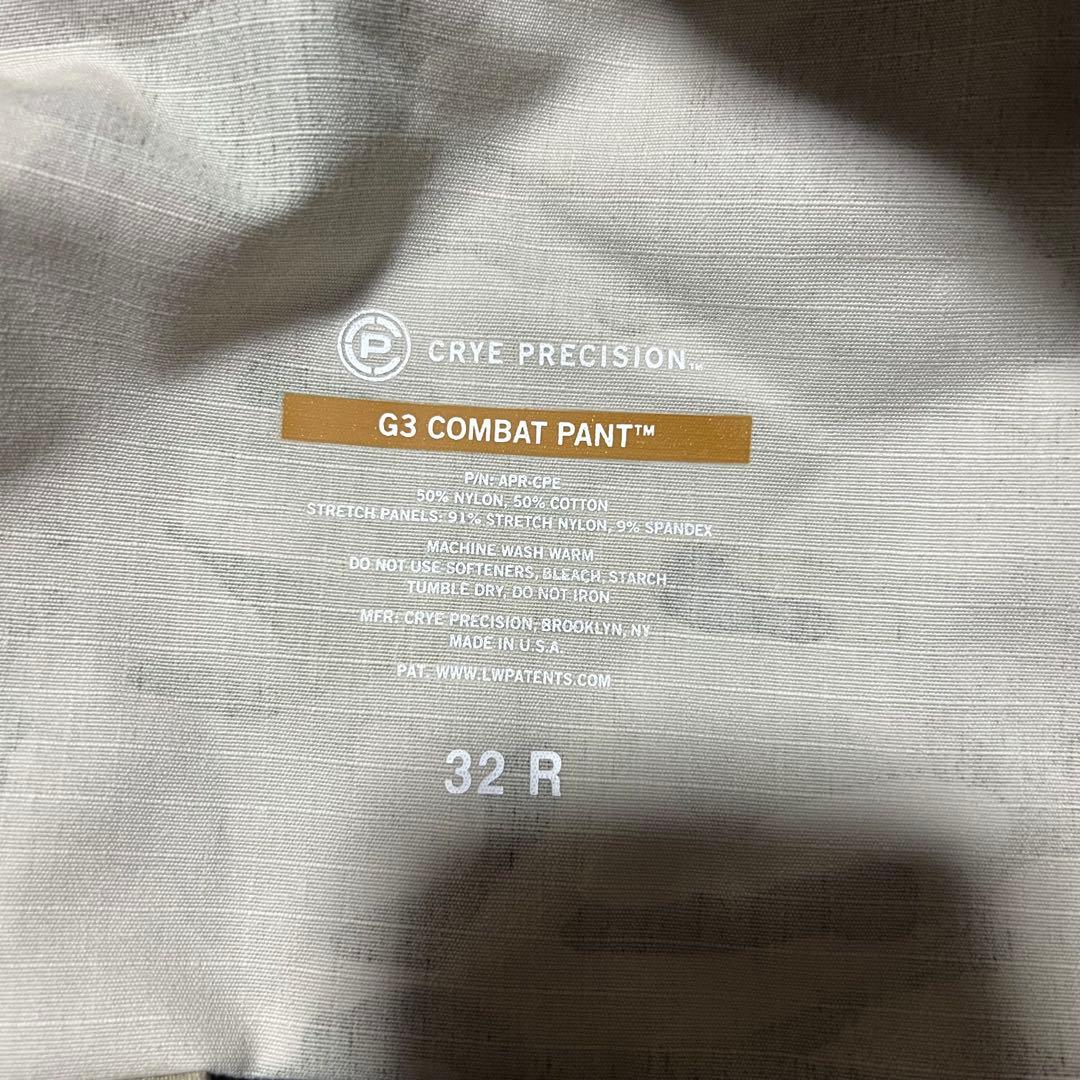 CP CRYE PRECISION™
G3 COMBAT PANT™
P/N: APR-CPE
50% NYLON, 50% COTTON
STRETCH PANELS: 91% STRETCH NYLON, 9% SPANDEX
MACHINE WASH WARM
DO NOT USE SOFTENERS, BLEACH, STARCH
TUMBLE DRY, DO NOT IRON
MFR: CRYE PRECISION, BROOKLYN, NY
MADE IN U.S.A.
PAT. WWW.LWPATENTS.COM
32 R